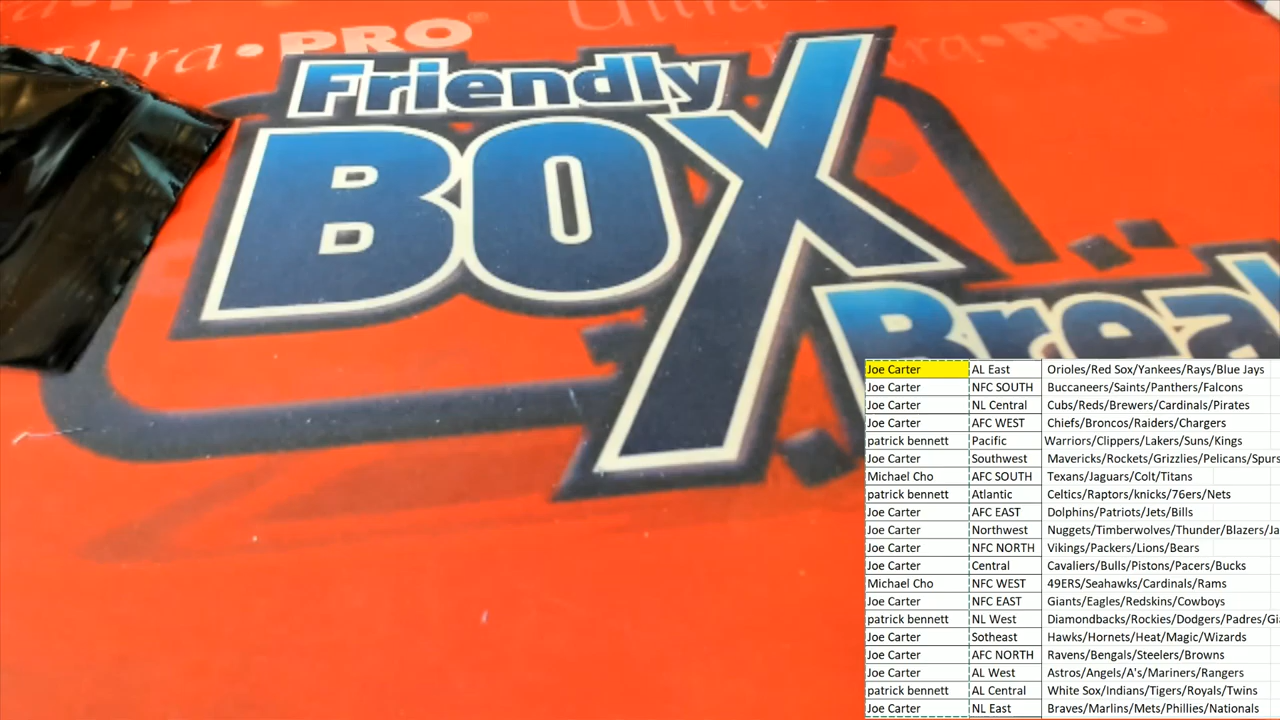 Ultra•PRO Ultra Ultra•PRO
Friendly
BOX
Brea
Joe Carter AL East Orioles/Red Sox/Yankees/Rays/Blue Jays
Joe Carter NFC SOUTH Buccaneers/Saints/Panthers/Falcons
Joe Carter NL Central Cubs/Reds/Brewers/Cardinals/Pirates
Joe Carter AFC WEST Chiefs/Broncos/Raiders/Chargers
patrick bennett Pacific Warriors/Clippers/Lakers/Suns/Kings
Joe Carter Southwest Mavericks/Rockets/Grizzlies/Pelicans/Spurs
Michael Cho AFC SOUTH Texans/Jaguars/Colt/Titans
patrick bennett Atlantic Celtics/Raptors/knicks/76ers/Nets
Joe Carter AFC EAST Dolphins/Patriots/Jets/Bills
Joe Carter Northwest Nuggets/Timberwolves/Thunder/Blazers/Ja
Joe Carter NFC NORTH Vikings/Packers/Lions/Bears
Joe Carter Central Cavaliers/Bulls/Pistons/Pacers/Bucks
Michael Cho NFC WEST 49ERS/Seahawks/Cardinals/Rams
Joe Carter NFC EAST Giants/Eagles/Redskins/Cowboys
patrick bennett NL West Diamondbacks/Rockies/Dodgers/Padres/Gia
Joe Carter Sotheast Hawks/Hornets/Heat/Magic/Wizards
Joe Carter AFC NORTH Ravens/Bengals/Steelers/Browns
Joe Carter AL West Astros/Angels/A's/Mariners/Rangers
patrick bennett AL Central White Sox/Indians/Tigers/Royals/Twins
Joe Carter NL East Braves/Marlins/Mets/Phillies/Nationals